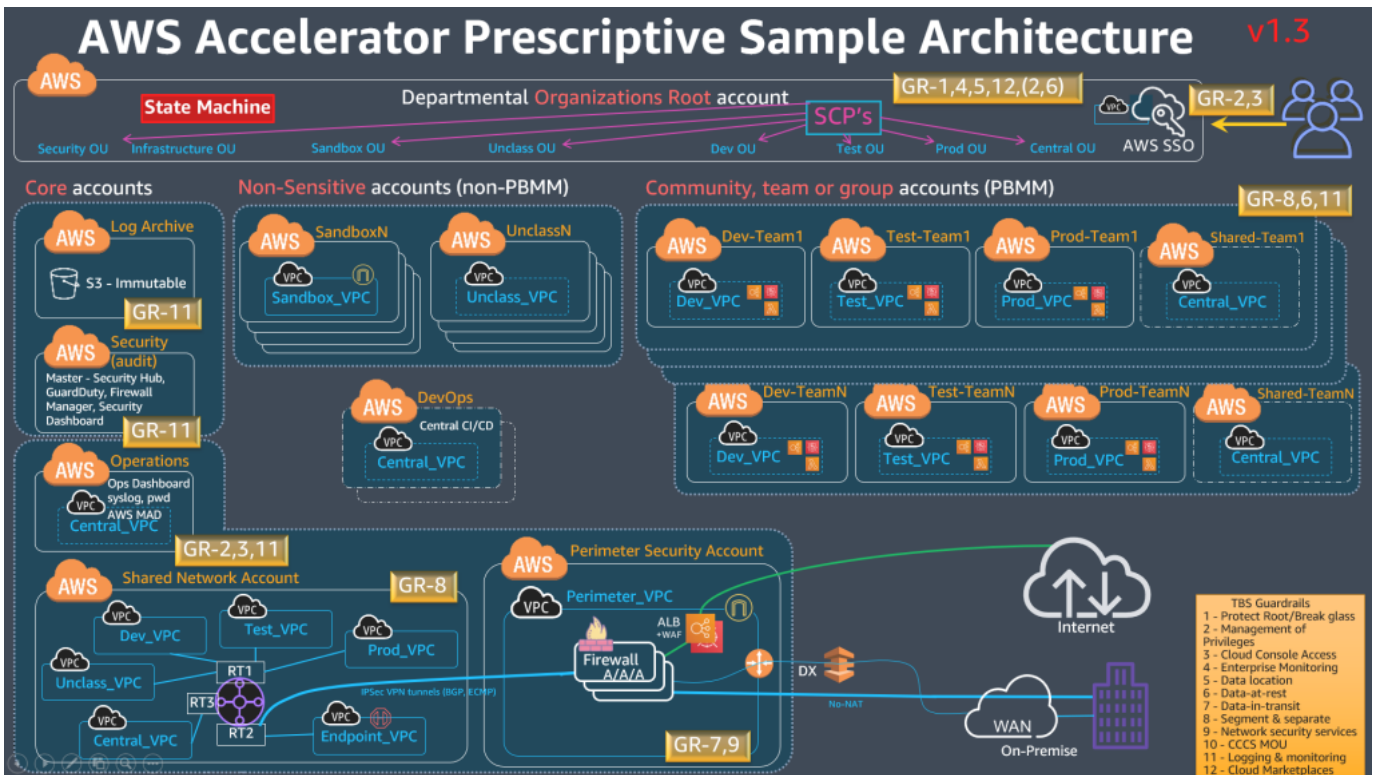 AWS Accelerator Prescriptive Sample Architecture
v1.3
AWS
State Machine
Departmental Organizations Root account
GR-1,4,5,12,(2,6)
SCP's
VPC
AWS SSO
GR-2,3
Security OU
Infrastructure OU
Sandbox OU
Unclass OU
Dev OU
Test OU
Prod OU
Central OU
Core accounts
AWS
Log Archive
S3 - Immutable
GR-11
AWS
Security
(audit)
Master - Security Hub,
GuardDuty, Firewall
Manager, Security
Dashboard
GR-11
AWS
Operations
Ops Dashboard
syslog, pwd
AWS MAD
VPC
Central_VPC
GR-2,3,11
Non-Sensitive accounts (non-PBMM)
AWS
SandboxN
VPC
Sandbox_VPC
AWS
UnclassN
VPC
Unclass_VPC
AWS
DevOps
Central CI/CD
VPC
Central_VPC
Community, team or group accounts (PBMM)
GR-8,6,11
AWS
Dev-Team1
VPC
Dev_VPC
AWS
Test-Team1
VPC
Test_VPC
AWS
Prod-Team1
VPC
Prod_VPC
AWS
Shared-Team1
VPC
Central_VPC
AWS
Dev-TeamN
VPC
Dev_VPC
AWS
Test-TeamN
VPC
Test_VPC
AWS
Prod-TeamN
VPC
Prod_VPC
AWS
Shared-TeamN
VPC
Central_VPC
AWS
Shared Network Account
GR-8
VPC
Dev_VPC
VPC
Test_VPC
VPC
Prod_VPC
VPC
Unclass_VPC
RT1
RT3
RT2
VPC
Central_VPC
VPC
Endpoint_VPC
IPSec VPN tunnels (BGP, ECMP)
AWS
Perimeter Security Account
VPC
Perimeter_VPC
ALB
+WAF
Firewall
A/A/A
GR-7,9
DX
No-NAT
Internet
WAN
On-Premise
TBS Guardrails
1 - Protect Root/Break glass
2 - Management of
Privileges
3 - Cloud Console Access
4 - Enterprise Monitoring
5 - Data location
6 - Data-at-rest
7 - Data-in-transit
8 - Segment & separate
9 - Network security services
10 - CCCS MOU
11 - Logging & monitoring
12 - Cloud Marketplaces